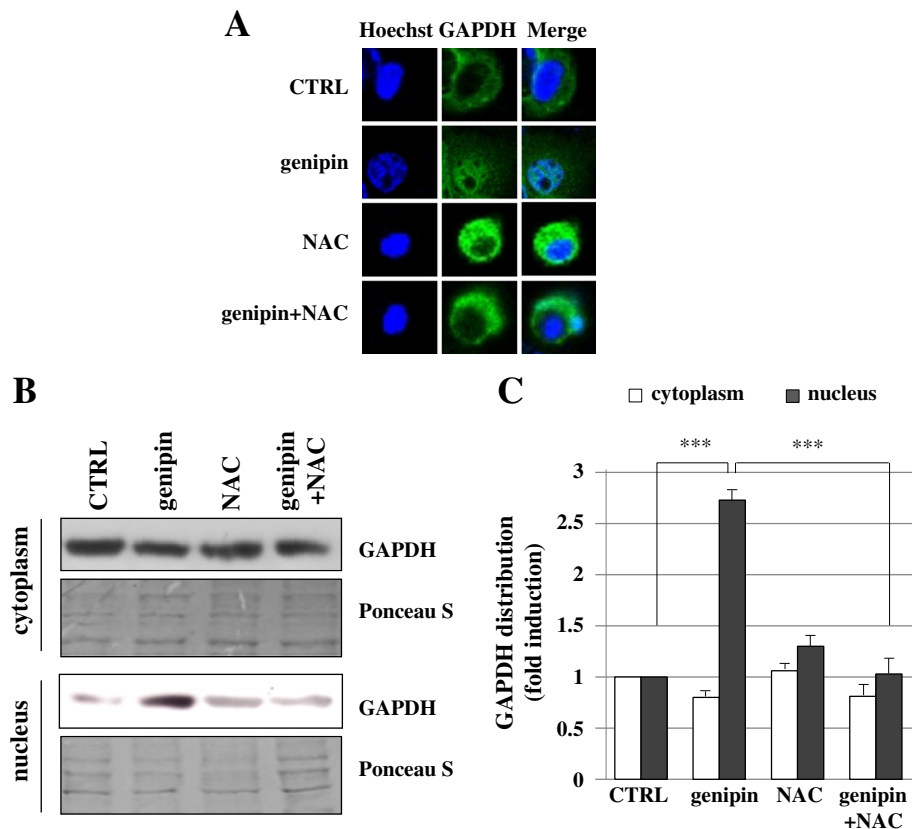 A
Hoechst GAPDH Merge
CTRL
genipin
NAC
genipin+NAC
B
CTRL
genipin
NAC
genipin
+NAC
cytoplasm
GAPDH
Ponceau S
nucleus
GAPDH
Ponceau S
C
cytoplasm nucleus
*** ***
GAPDH distribution
(fold induction)
3
2.5
2
1.5
1
0.5
0
CTRL genipin NAC genipin
+NAC